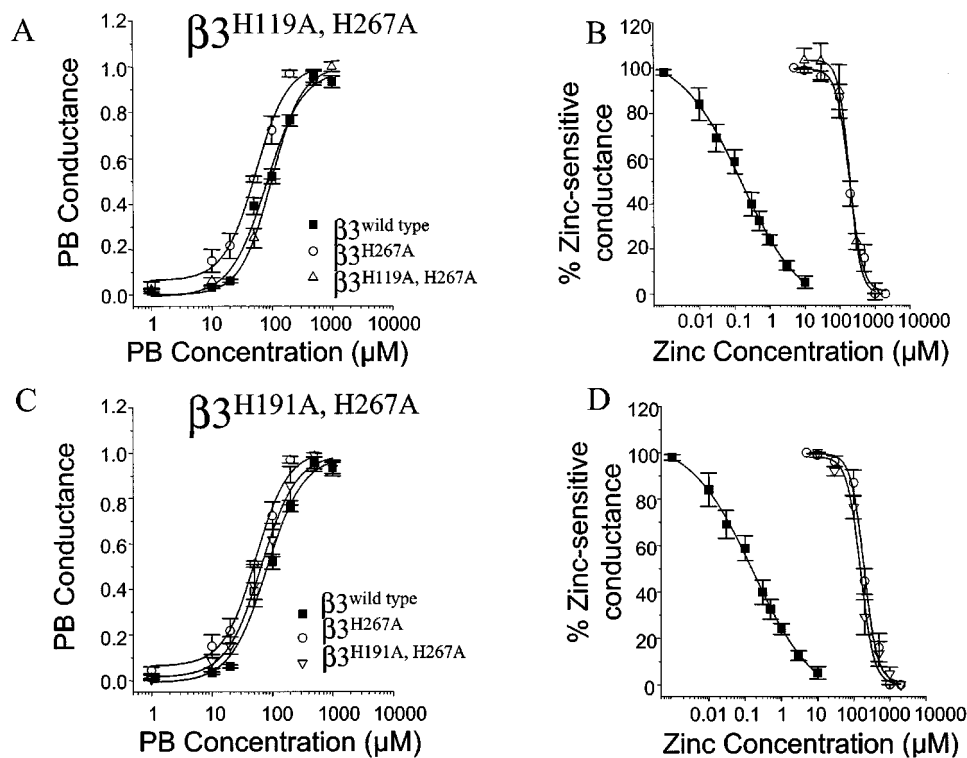 A
β3H119A, H267A
PB Conductance
1.2
1.0
0.8
0.6
0.4
0.2
0.0
β3wild type
β3H267A
β3H119A, H267A
1 10 100 1000 10000
PB Concentration (µM)
B
% Zinc-sensitive
conductance
120
100
80
60
40
20
0
0.01 0.1 1 10 100 1000 10000
Zinc Concentration (µM)
C
β3H191A, H267A
PB Conductance
1.2
1.0
0.8
0.6
0.4
0.2
0.0
β3wild type
β3H267A
β3H191A, H267A
1 10 100 1000 10000
PB Concentration (µM)
D
% Zinc-sensitive
conductance
120
100
80
60
40
20
0
0.01 0.1 1 10 100 1000 10000
Zinc Concentration (µM)